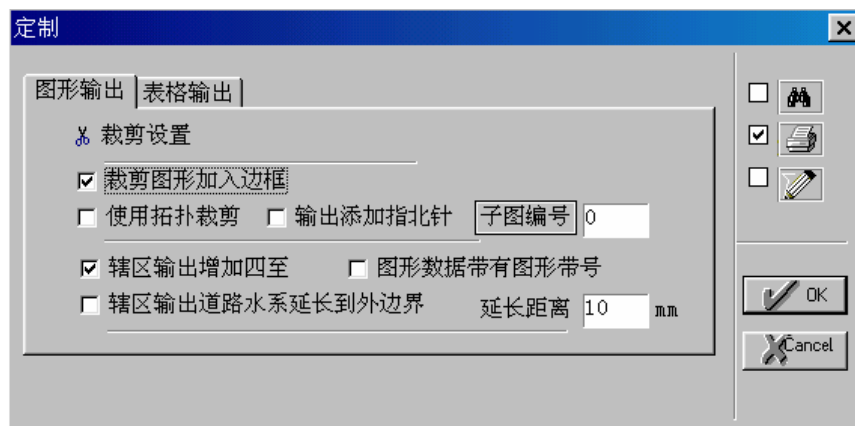 定制
图形输出 表格输出
裁剪设置
裁剪图形加入边框
使用拓扑裁剪 输出添加指北针 子图编号 0
辖区输出增加四至 图形数据带有图形带号
辖区输出道路水系延长到外边界 延长距离 10 mm
OK
Cancel